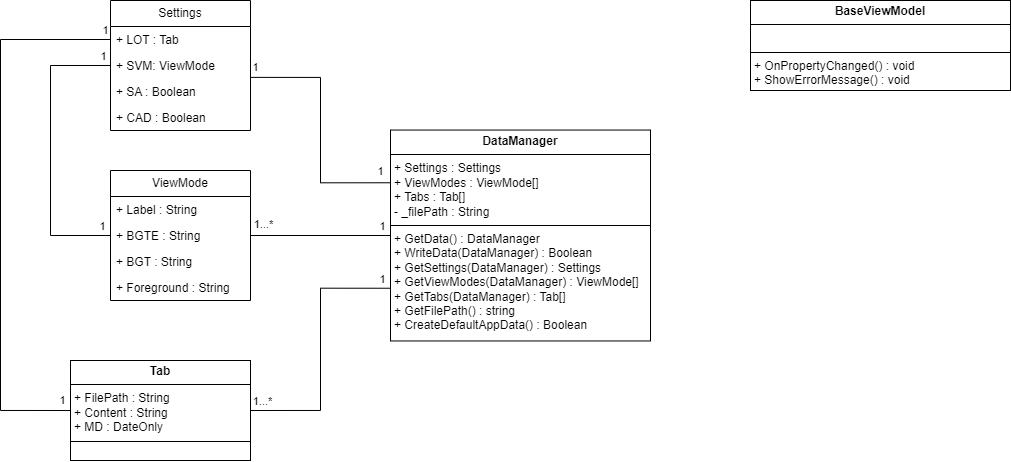 Settings
+ LOT : Tab
+ SVM: ViewMode
+ SA : Boolean
+ CAD : Boolean
1
1
1
ViewMode
+ Label : String
+ BGTE : String
+ BGT : String
+ Foreground : String
1
1...*
Tab
+ FilePath : String
+ Content : String
+ MD : DateOnly
1
1...*
DataManager
+ Settings : Settings
+ ViewModes : ViewMode[]
+ Tabs : Tab[]
- _filePath : String
+ GetData() : DataManager
+ WriteData(DataManager) : Boolean
+ GetSettings(DataManager) : Settings
+ GetViewModes(DataManager) : ViewMode[]
+ GetTabs(DataManager) : Tab[]
+ GetFilePath() : string
+ CreateDefaultAppData() : Boolean
1
1
1
BaseViewModel
+ OnPropertyChanged() : void
+ ShowErrorMessage() : void